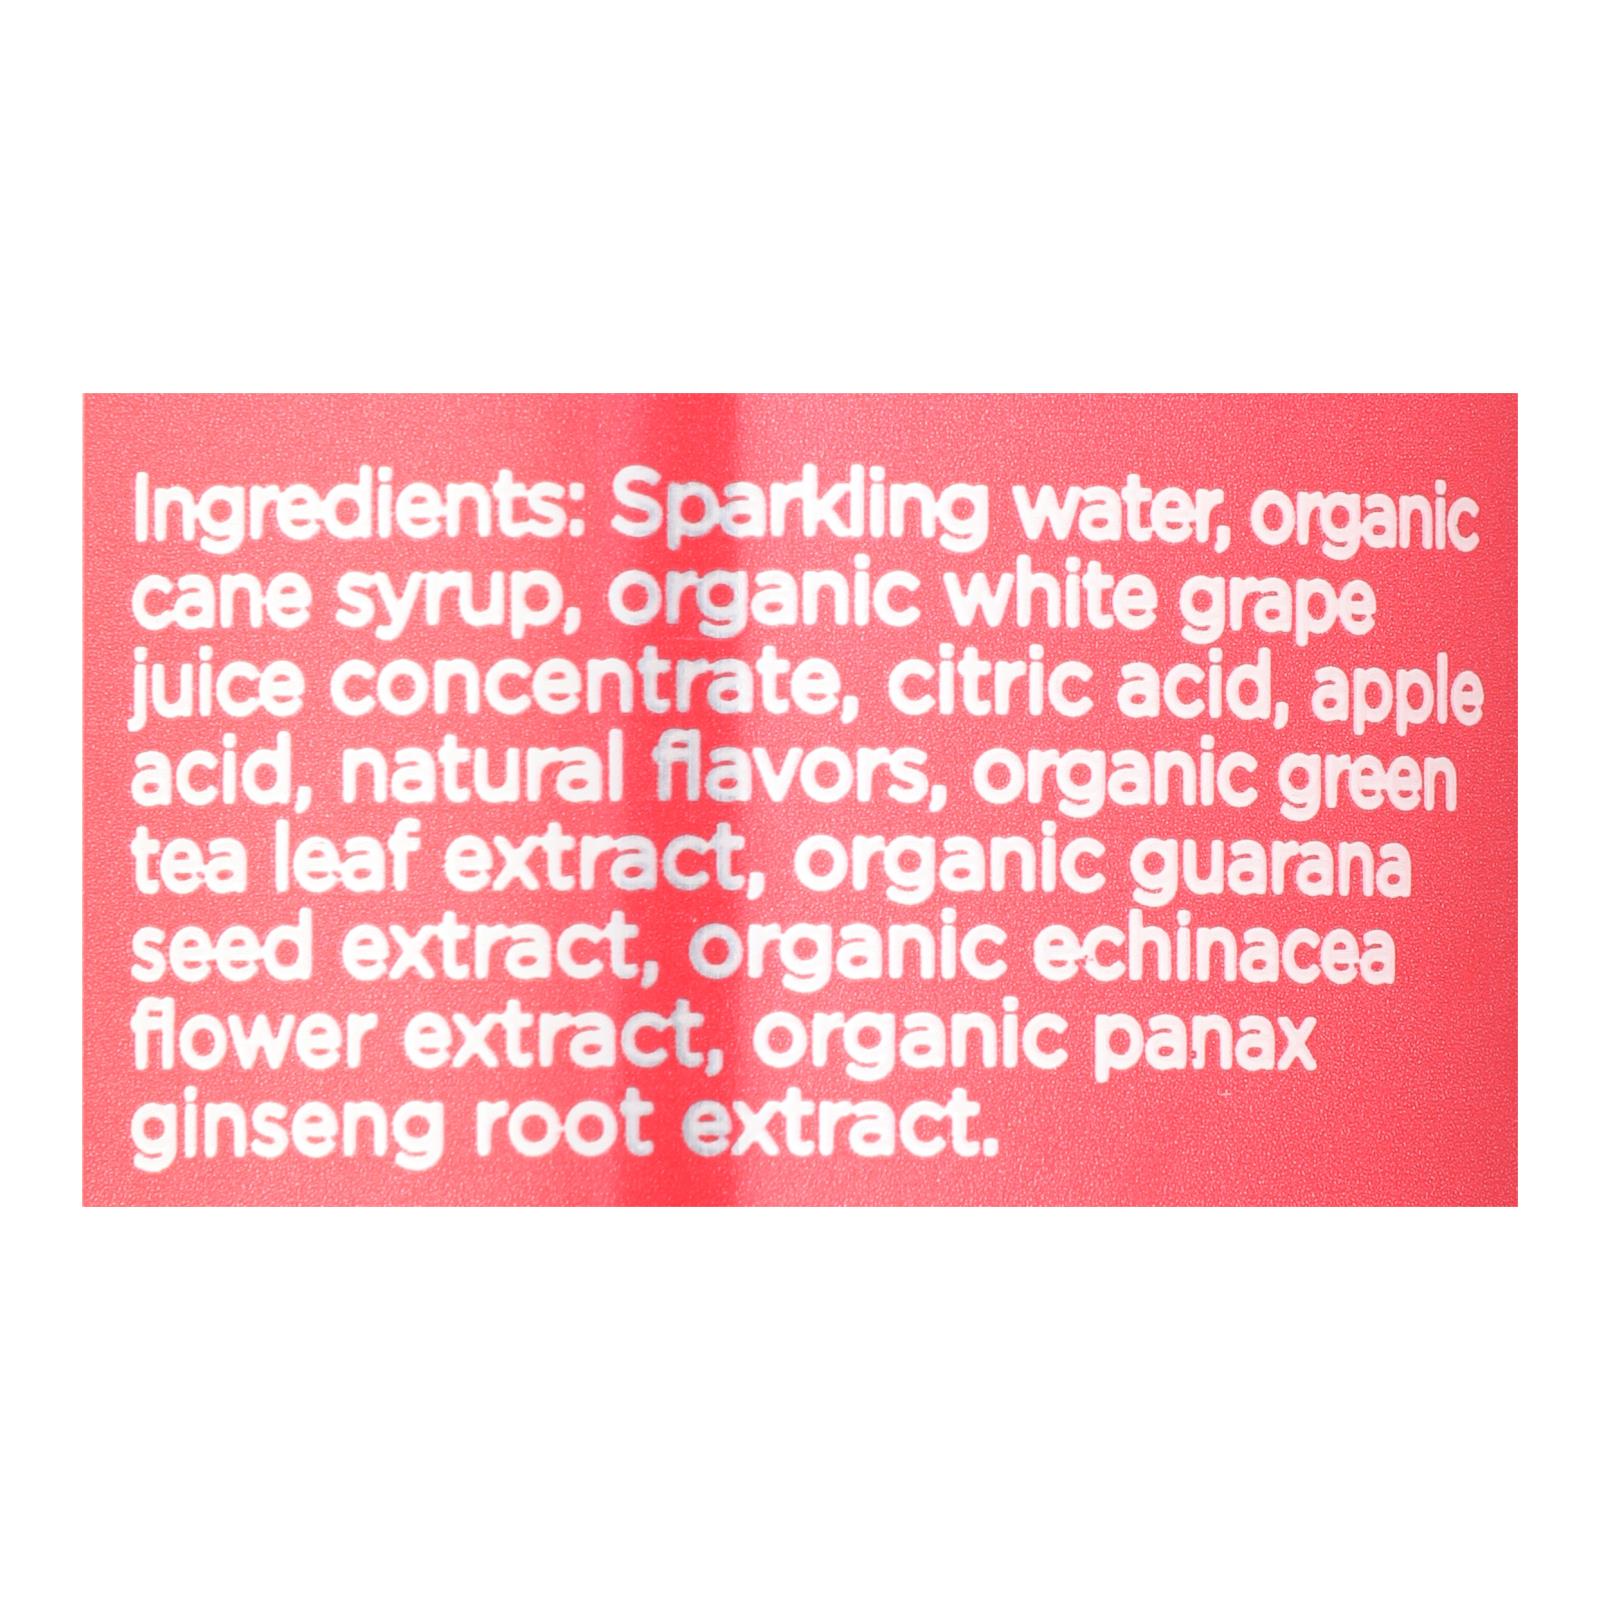 Ingredients: Sparkling water, organic
cane syrup, organic white grape
juice concentrate, citric acid, apple
acid, natural flavors, organic green
tea leaf extract, organic guarana
seed extract, organic echinacea
flower extract, organic panax
ginseng root extract.